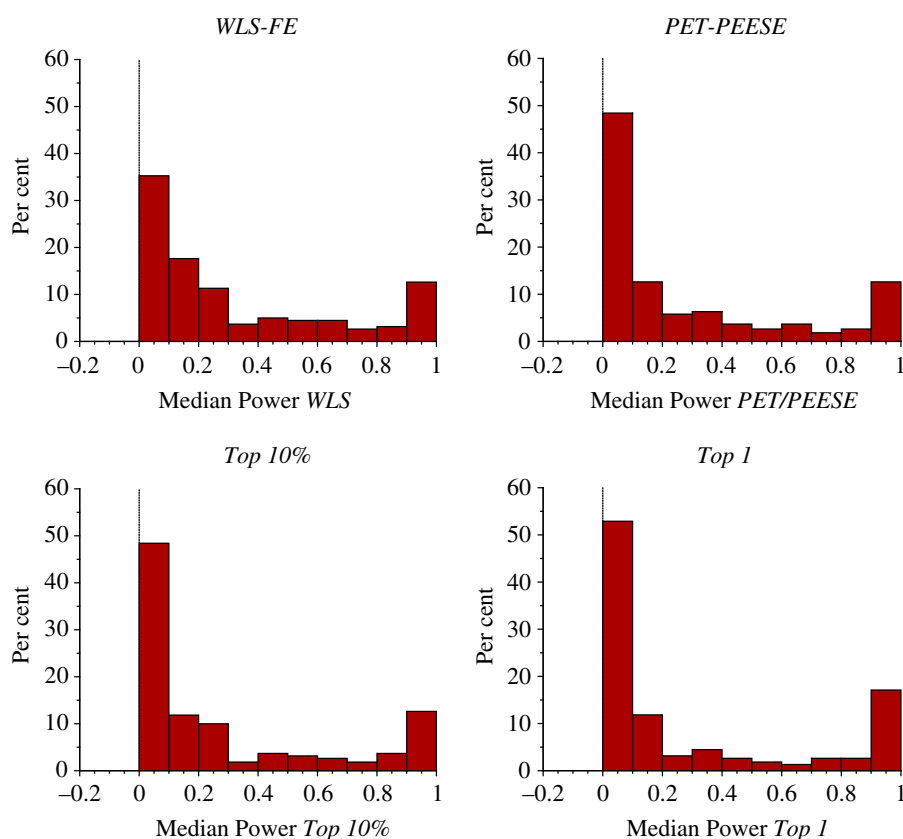 WLS-FE
60
50
40
30
20
10
0
Per cent
–0.2 0 0.2 0.4 0.6 0.8 1
Median Power WLS
PET-PEESE
60
50
40
30
20
10
0
Per cent
–0.2 0 0.2 0.4 0.6 0.8 1
Median Power PET/PEESE
Top 10%
60
50
40
30
20
10
0
Per cent
–0.2 0 0.2 0.4 0.6 0.8 1
Median Power Top 10%
Top 1
60
50
40
30
20
10
0
Per cent
–0.2 0 0.2 0.4 0.6 0.8 1
Median Power Top 1